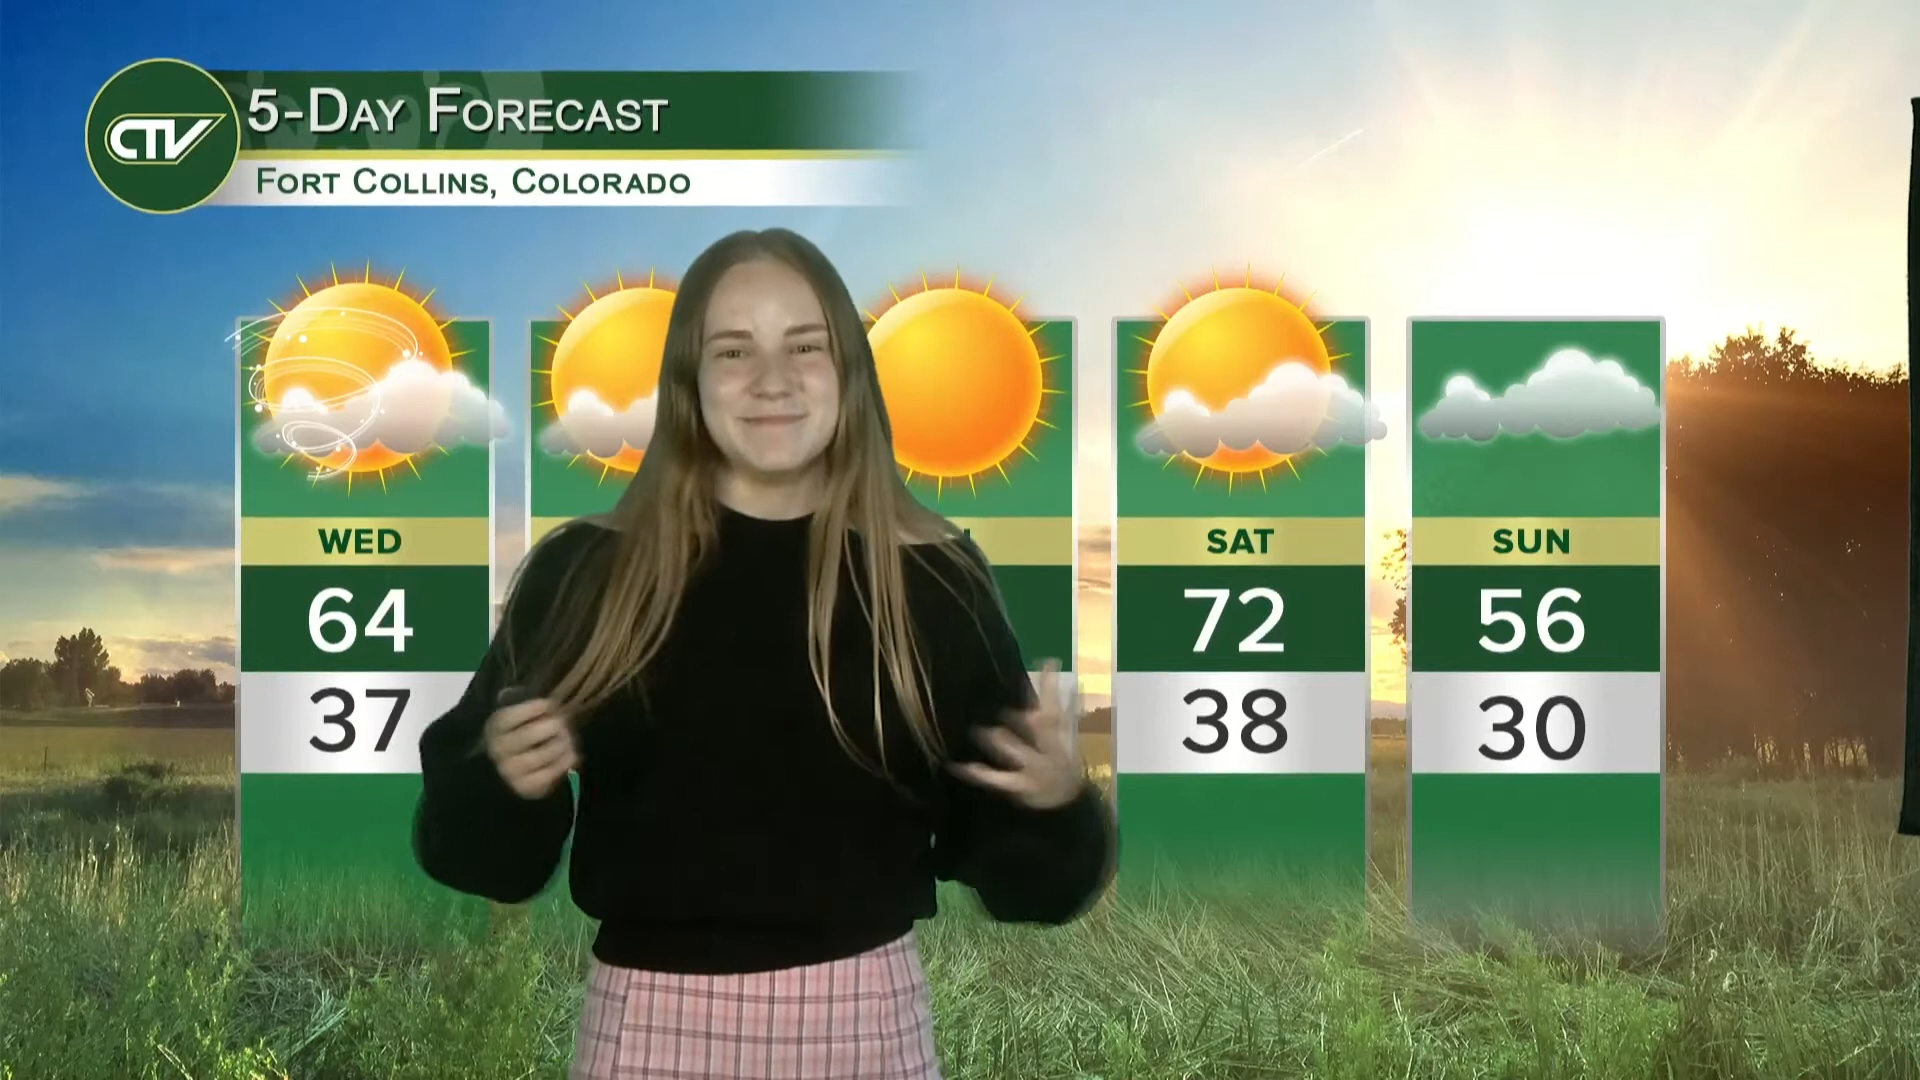 CTV
5-DAY FORECAST
FORT COLLINS, COLORADO
WED
SAT
SUN
64
72
56
37
38
30